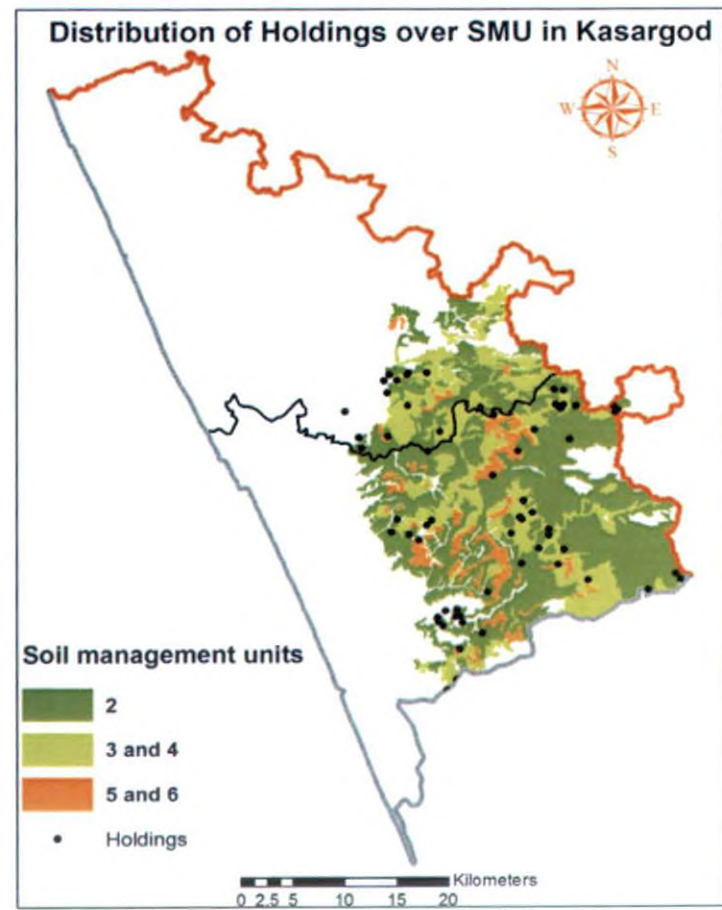 Distribution of Holdings over SMU in Kasargod
N
W E
S
Soil management units
2
3 and 4
5 and 6
Holdings
Kilometers
0 2.5 5 10 15 20